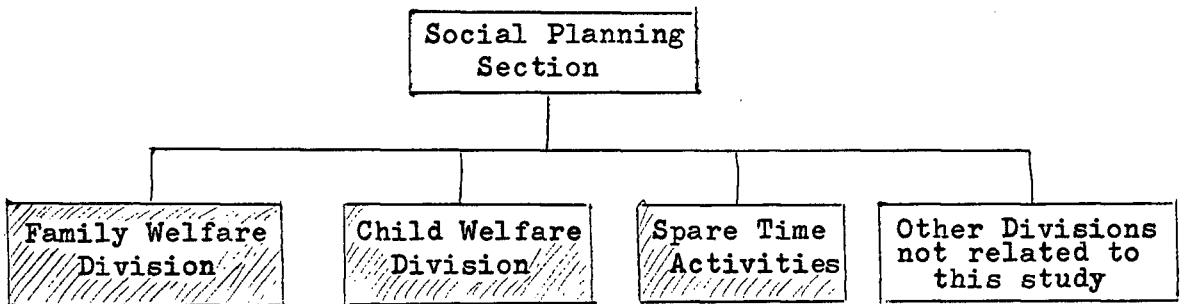 Social Planning
Section
Family Welfare
Division
Child Welfare
Division
Spare Time
Activities
Other Divisions
not related to
this study